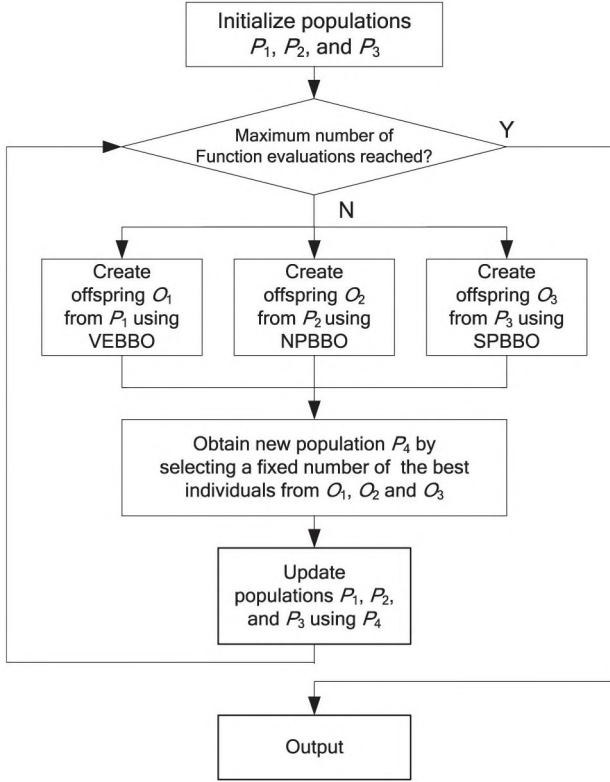 Initialize populations
P₁, P₂, and P₃
Maximum number of
Function evaluations reached?
Y
N
Create
offspring O₁
from P₁ using
VEBBO
Create
offspring O₂
from P₂ using
NPBBO
Create
offspring O₃
from P₃ using
SPBBO
Obtain new population P₄ by
selecting a fixed number of the best
individuals from O₁, O₂ and O₃
Update
populations P₁, P₂,
and P₃ using P₄
Output